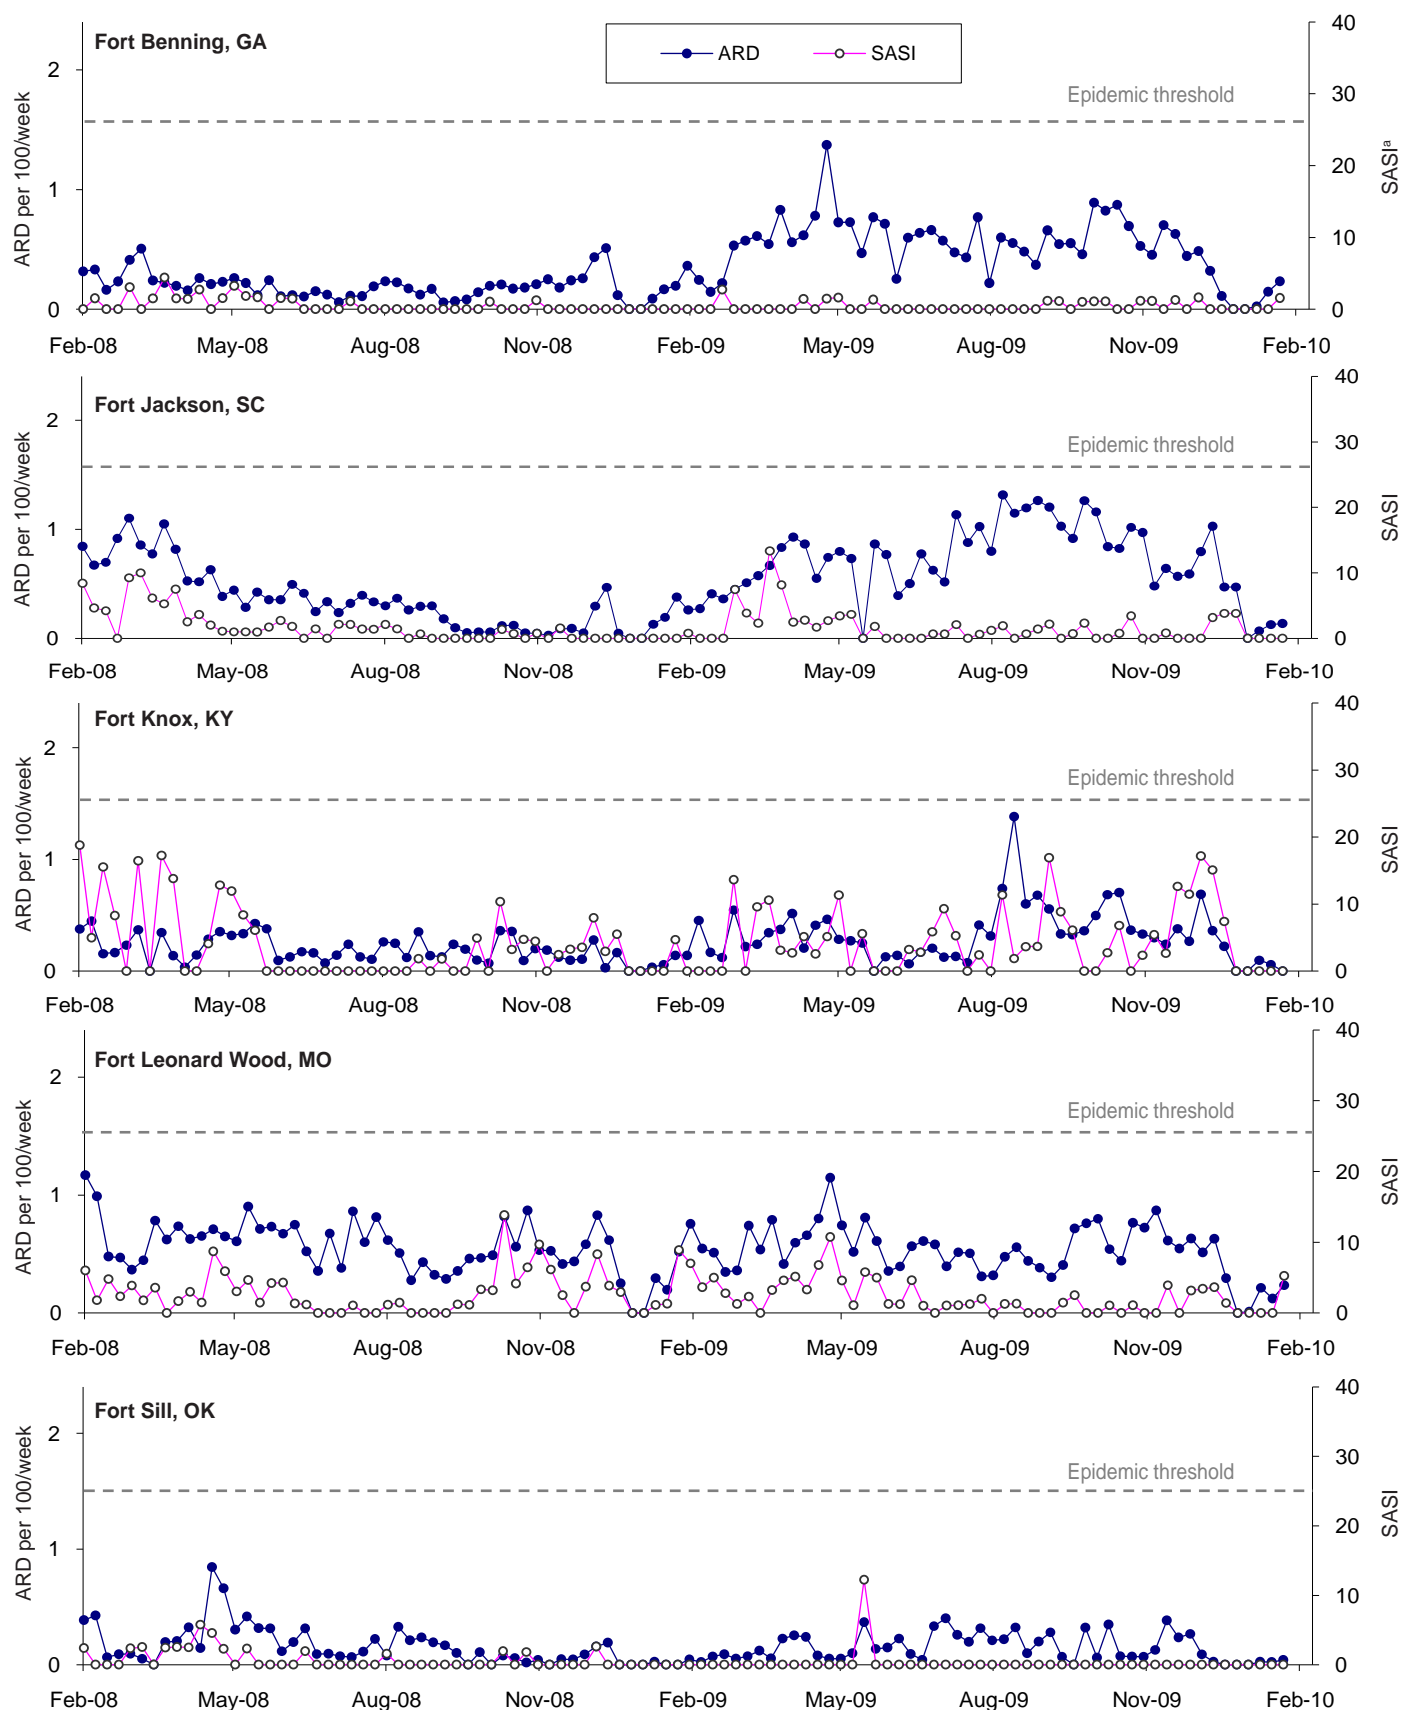 Fort Benning, GA
ARD
SASI
Epidemic threshold
ARD per 100/week
2
1
0
40
30
20
10
0
SASIᵃ
Feb-08 May-08 Aug-08 Nov-08 Feb-09 May-09 Aug-09 Nov-09 Feb-10
Fort Jackson, SC
Epidemic threshold
ARD per 100/week
2
1
0
40
30
20
10
0
SASI
Feb-08 May-08 Aug-08 Nov-08 Feb-09 May-09 Aug-09 Nov-09 Feb-10
Fort Knox, KY
Epidemic threshold
ARD per 100/week
2
1
0
40
30
20
10
0
SASI
Feb-08 May-08 Aug-08 Nov-08 Feb-09 May-09 Aug-09 Nov-09 Feb-10
Fort Leonard Wood, MO
Epidemic threshold
ARD per 100/week
2
1
0
40
30
20
10
0
SASI
Feb-08 May-08 Aug-08 Nov-08 Feb-09 May-09 Aug-09 Nov-09 Feb-10
Fort Sill, OK
Epidemic threshold
ARD per 100/week
2
1
0
40
30
20
10
0
SASI
Feb-08 May-08 Aug-08 Nov-08 Feb-09 May-09 Aug-09 Nov-09 Feb-10